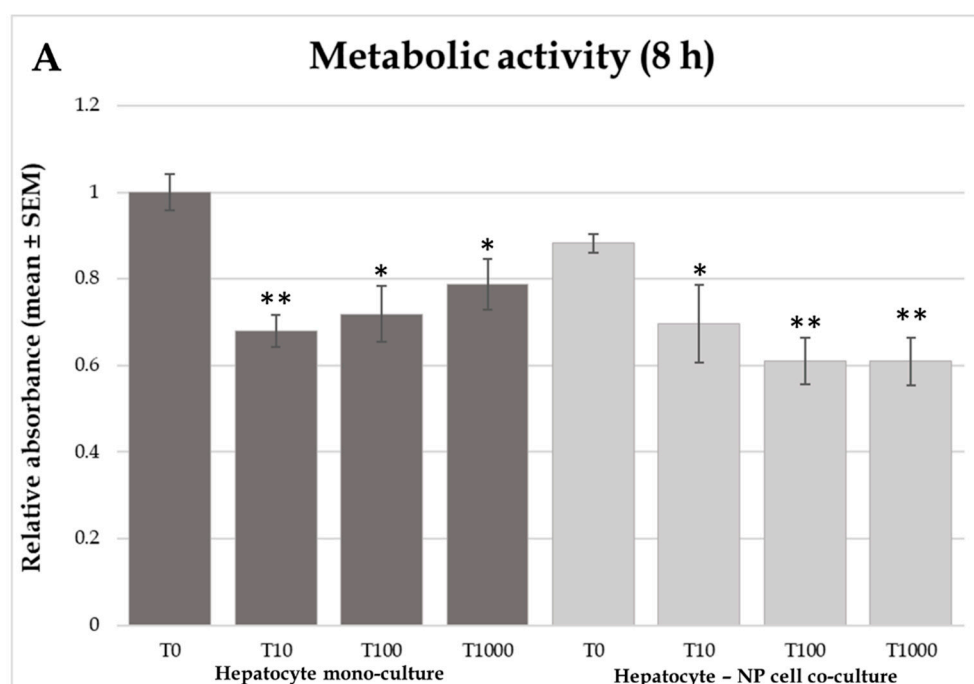 A
Metabolic activity (8 h)
Relative absorbance (mean ± SEM)
1.2
1
0.8
0.6
0.4
0.2
0
** * * * ** **
T0 T10 T100 T1000 T0 T10 T100 T1000
Hepatocyte mono-culture Hepatocyte – NP cell co-culture